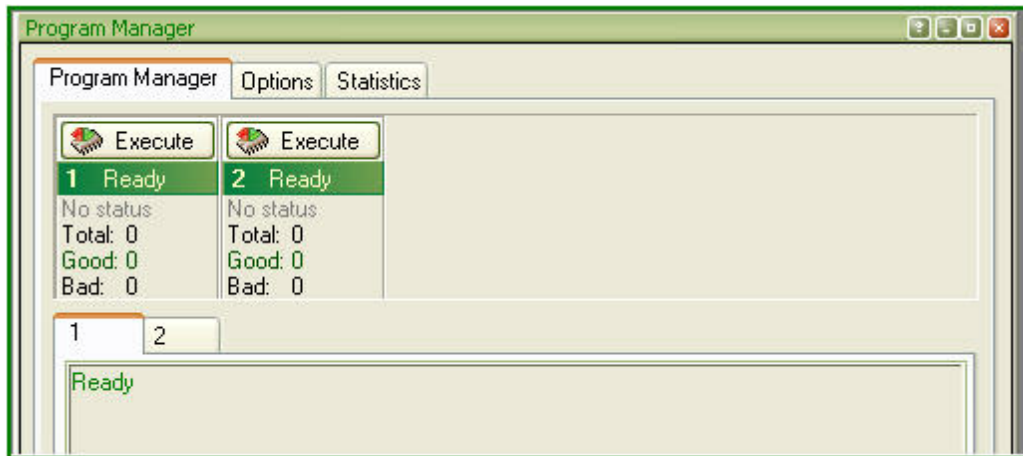 Program Manager
Program Manager Options Statistics
Execute Execute
1 Ready 2 Ready
No status No status
Total: 0 Total: 0
Good: 0 Good: 0
Bad: 0 Bad: 0
1 2
Ready